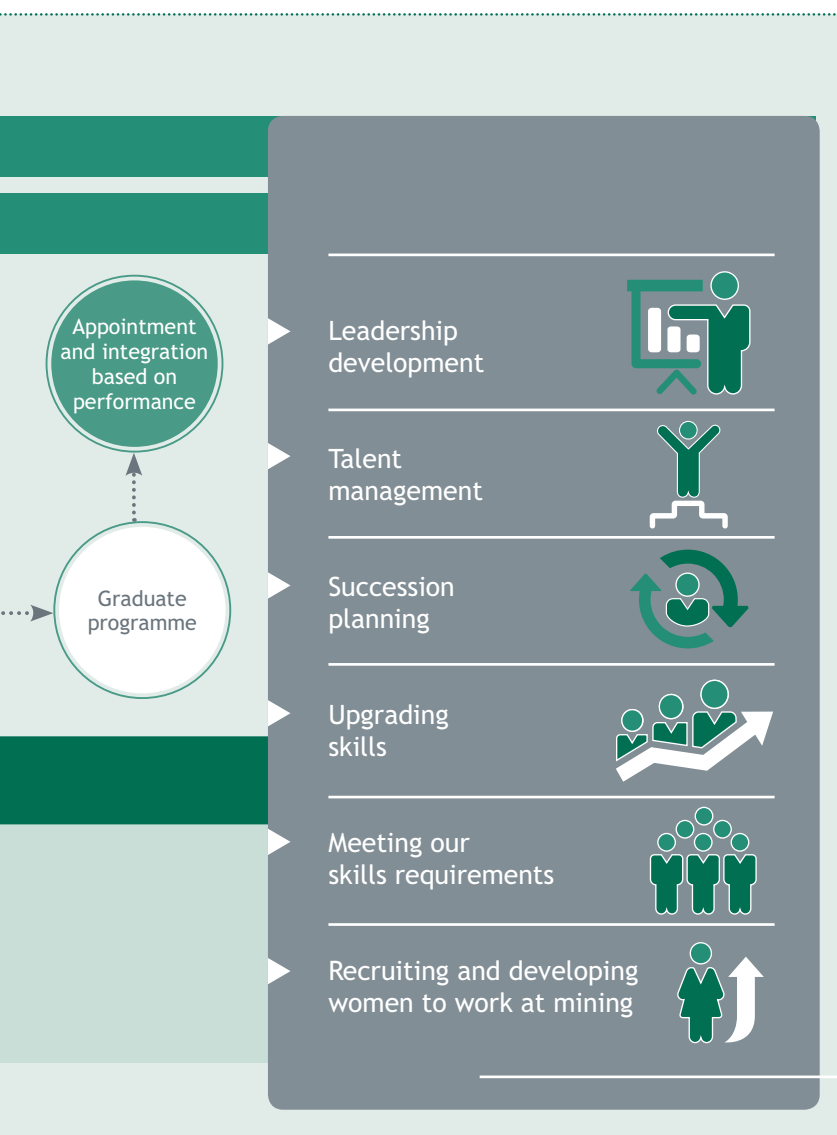 Appointment
and integration
based on
performance
Graduate
programme
Leadership
development
Talent
management
Succession
planning
Upgrading
skills
Meeting our
skills requirements
Recruiting and developing
women to work at mining